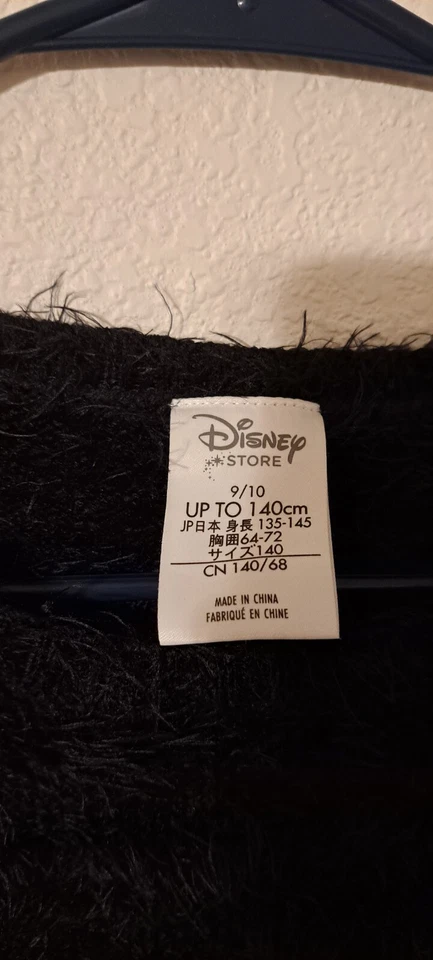 Disney
STORE
9/10
UP TO 140cm
JP日本 身長 135-145
胸囲64-72
サイズ140
CN 140/68
MADE IN CHINA
FABRIQUÉ EN CHINE